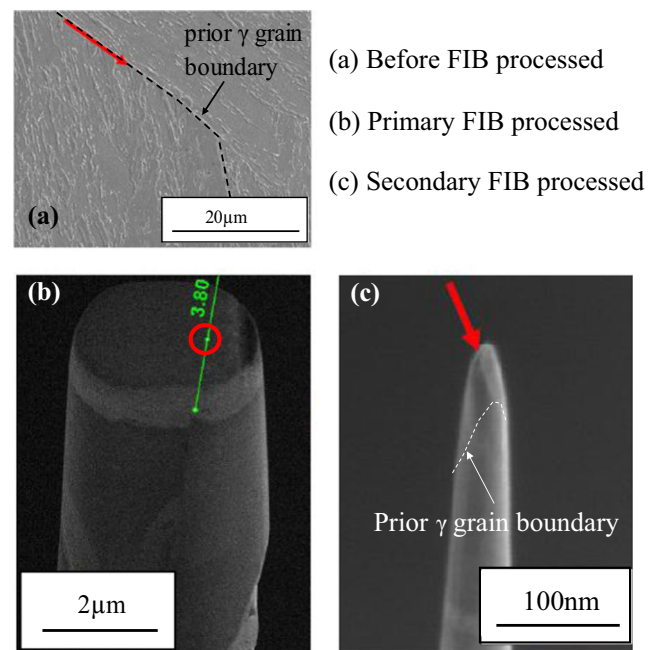 prior γ grain
boundary
(a)
20μm
(a) Before FIB processed
(b) Primary FIB processed
(c) Secondary FIB processed
(b)
3.80
2μm
(c)
Prior γ grain boundary
100nm